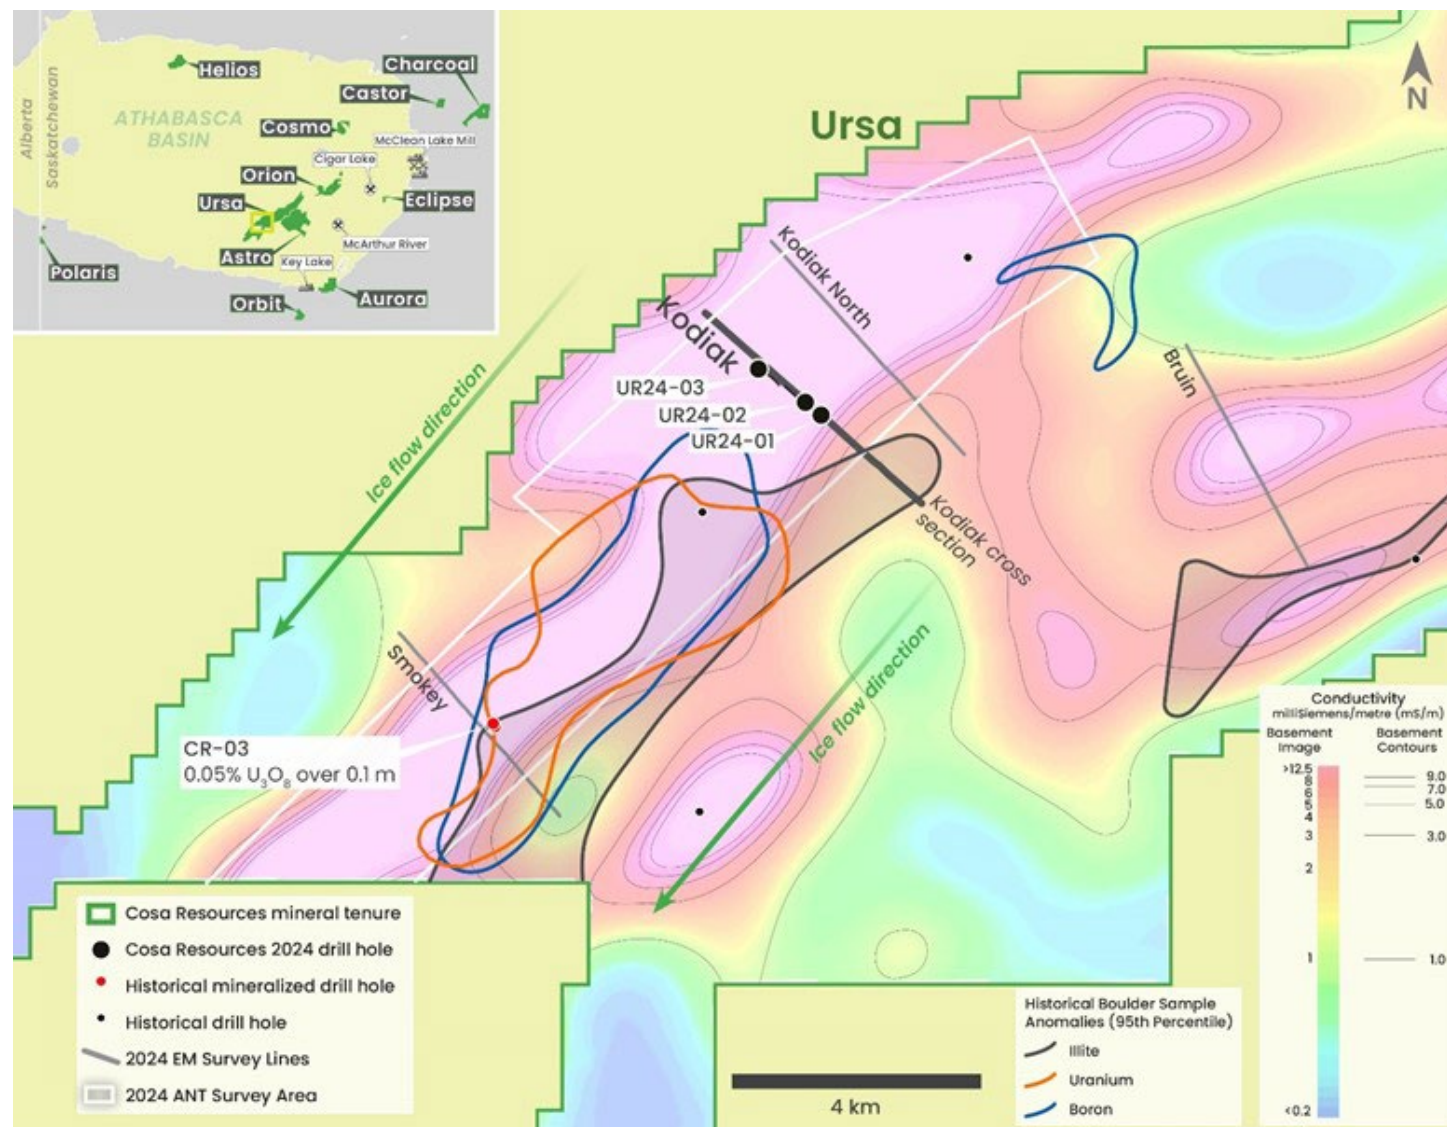 Alberta
Saskatchewan
ATHABASCA
BASIN
Helios
Charcoal
Castor
Cosmo
McClean Lake Mill
Cigar Lake
Orion
Ursa
Eclipse
McArthur River
Astro
Key Lake
Polaris
Orbit
Aurora
Ursa
N
Kodiak North
Kodiak
UR24-03
UR24-02
UR24-01
Bruin
Ice flow direction
Kodiak cross
section
Smokey
Ice flow direction
CR-03
0.05% U₃O₈ over 0.1 m
Conductivity
milliSiemens/metre (mS/m)
Basement
Image
Basement
Contours
>12.5
8
6
5
4
3
2
1
<0.2
9.0
7.0
5.0
3.0
1.0
Cosa Resources mineral tenure
Cosa Resources 2024 drill hole
Historical mineralized drill hole
Historical drill hole
2024 EM Survey Lines
2024 ANT Survey Area
4 km
Historical Boulder Sample
Anomalies (95th Percentile)
Illite
Uranium
Boron